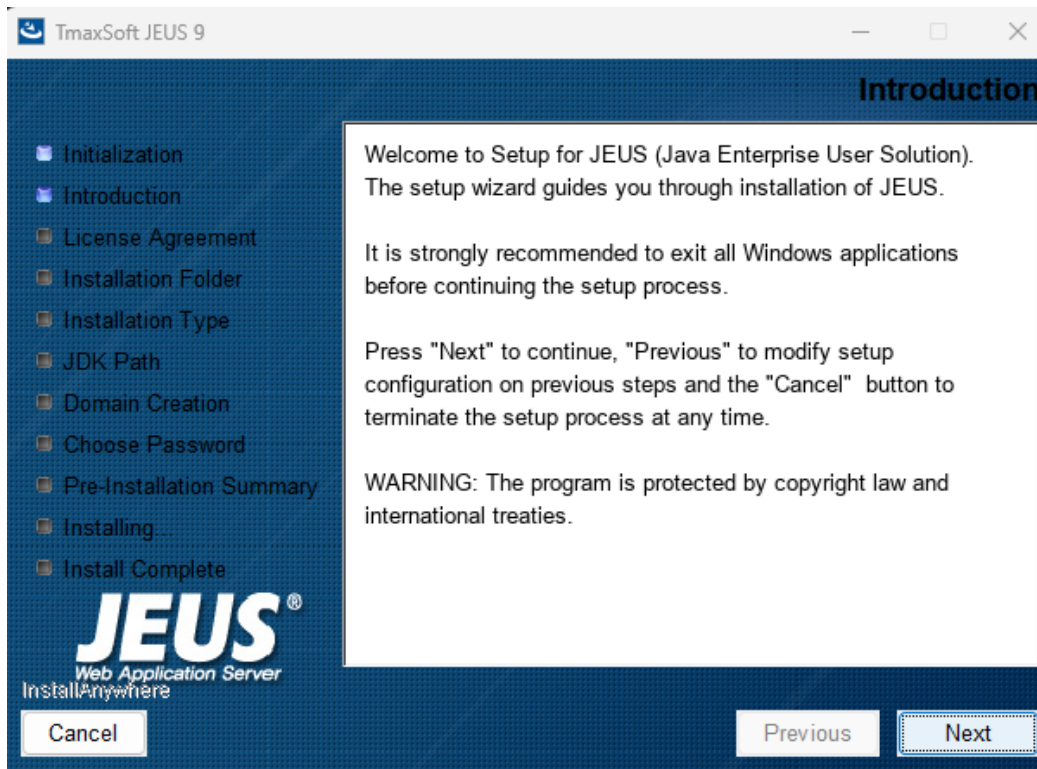 TmaxSoft JEUS 9
Introduction
Initialization
Introduction
License Agreement
Installation Folder
Installation Type
JDK Path
Domain Creation
Choose Password
Pre-Installation Summary
Installing...
Install Complete
JEUS®
Web Application Server
InstallAnywhere
Welcome to Setup for JEUS (Java Enterprise User Solution).
The setup wizard guides you through installation of JEUS.
It is strongly recommended to exit all Windows applications
before continuing the setup process.
Press "Next" to continue, "Previous" to modify setup
configuration on previous steps and the "Cancel"  button to
terminate the setup process at any time.
WARNING: The program is protected by copyright law and
international treaties.
Cancel
Previous
Next